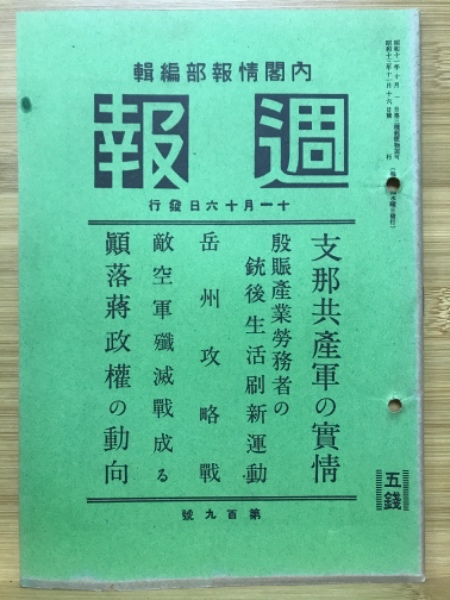 內閣情報部編輯
週報
十一月十六日發行
支那共產軍の實情
殷賑產業勞務者の
銃後生活刷新運動
岳州攻略戰
敵空軍殲滅戰成る
顚落蔣政權の動向
第百九號
五錢